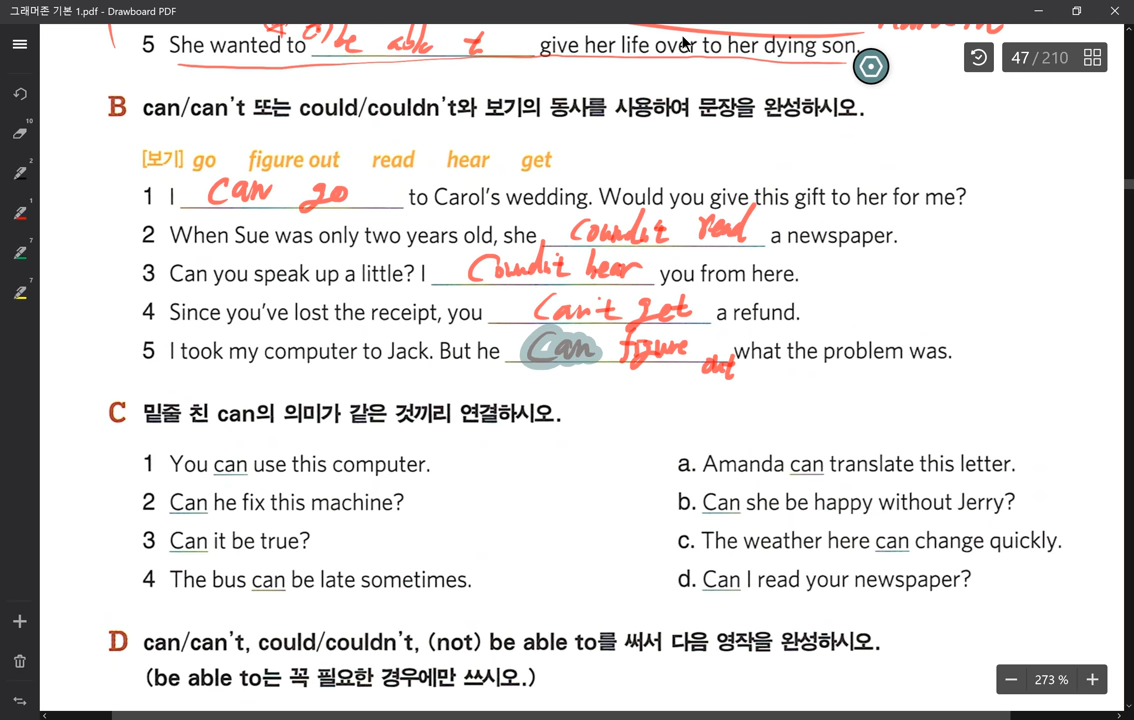 그래머존 기본 1.pdf - Drawboard PDF
5 She wanted to be able t give her life over to her dying son.
47 / 210
B can/can't 또는 could/couldn't와 보기의 동사를 사용하여 문장을 완성하시오.
[보기] go figure out read hear get
1 I can go to Carol's wedding. Would you give this gift to her for me?
2 When Sue was only two years old, she read a newspaper.
3 Can you speak up a little? I hear you from here.
4 Since you've lost the receipt, you can't get a refund.
5 I took my computer to Jack. But he can figure out what the problem was.
C 밑줄 친 can의 의미가 같은 것끼리 연결하시오.
1 You can use this computer.
a. Amanda can translate this letter.
2 Can he fix this machine?
b. Can she be happy without Jerry?
3 Can it be true?
c. The weather here can change quickly.
4 The bus can be late sometimes.
d. Can I read your newspaper?
D can/can't, could/couldn't, (not) be able to를 써서 다음 영작을 완성하시오.
(be able to는 꼭 필요한 경우에만 쓰시오.)
273 %
10
2
1
7
7